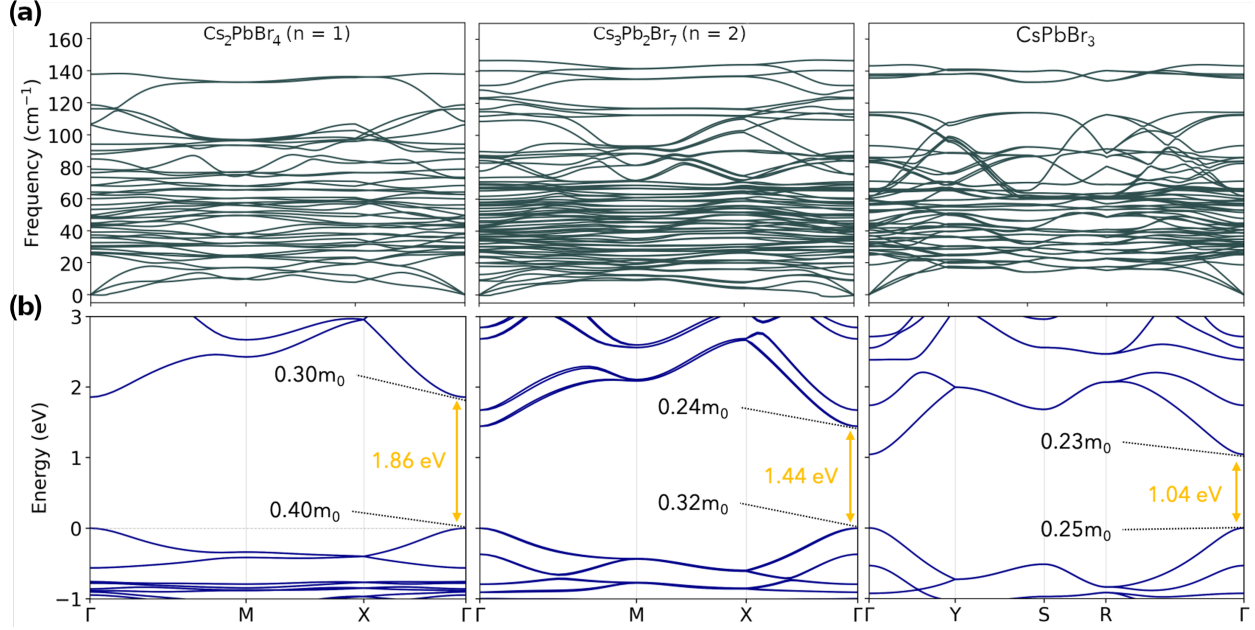 (a)
Cs₂PbBr₄ (n = 1)
Cs₃Pb₂Br₇ (n = 2)
CsPbBr₃
Frequency (cm⁻¹)
160
140
120
100
80
60
40
20
0
(b)
Energy (eV)
3
2
1
0
−1
0.30m₀
1.86 eV
0.40m₀
0.24m₀
1.44 eV
0.32m₀
0.23m₀
1.04 eV
0.25m₀
Γ M X Γ
Γ M X Γ
Γ Y S R Γ